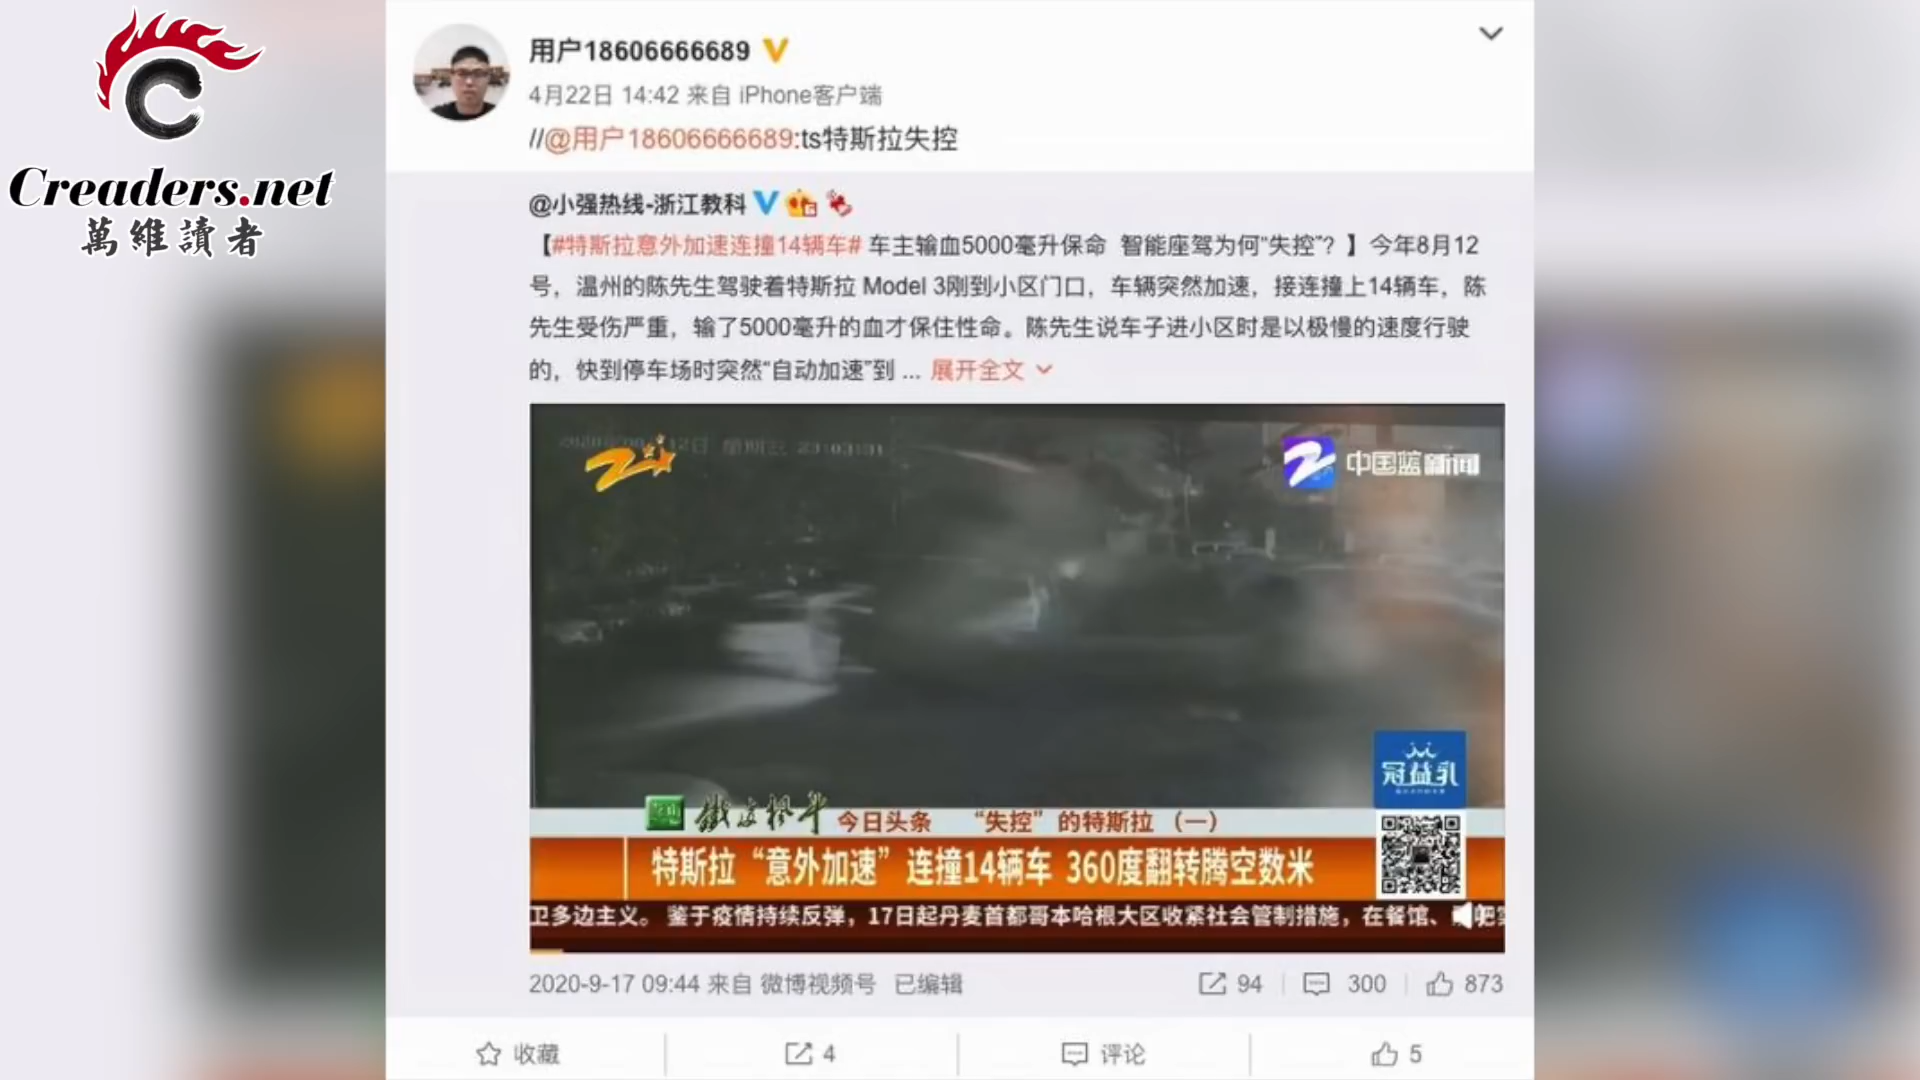 Creaders.net
萬維讀者
用户18606666689
4月22日 14:42 来自 iPhone客户端
//@用户18606666689:ts特斯拉失控
@小强热线-浙江教科
【#特斯拉意外加速连撞14辆车# 车主输血5000毫升保命 智能座驾为何“失控”？】今年8月12
号，温州的陈先生驾驶着特斯拉 Model 3刚到小区门口，车辆突然加速，接连撞上14辆车，陈
先生受伤严重，输了5000毫升的血才保住性命。陈先生说车子进小区时是以极慢的速度行驶
的，快到停车场时突然“自动加速”到 ... 展开全文
12日 星期三 23:03:31
中国蓝新闻
冠益乳
今日头条 “失控”的特斯拉（一）
特斯拉“意外加速”连撞14辆车 360度翻转腾空数米
卫多边主义。 鉴于疫情持续反弹，17日起丹麦首都哥本哈根大区收紧社会管制措施，在餐馆、
2020-9-17 09:44 来自 微博视频号 已编辑
94 300 873
收藏 4 评论 5